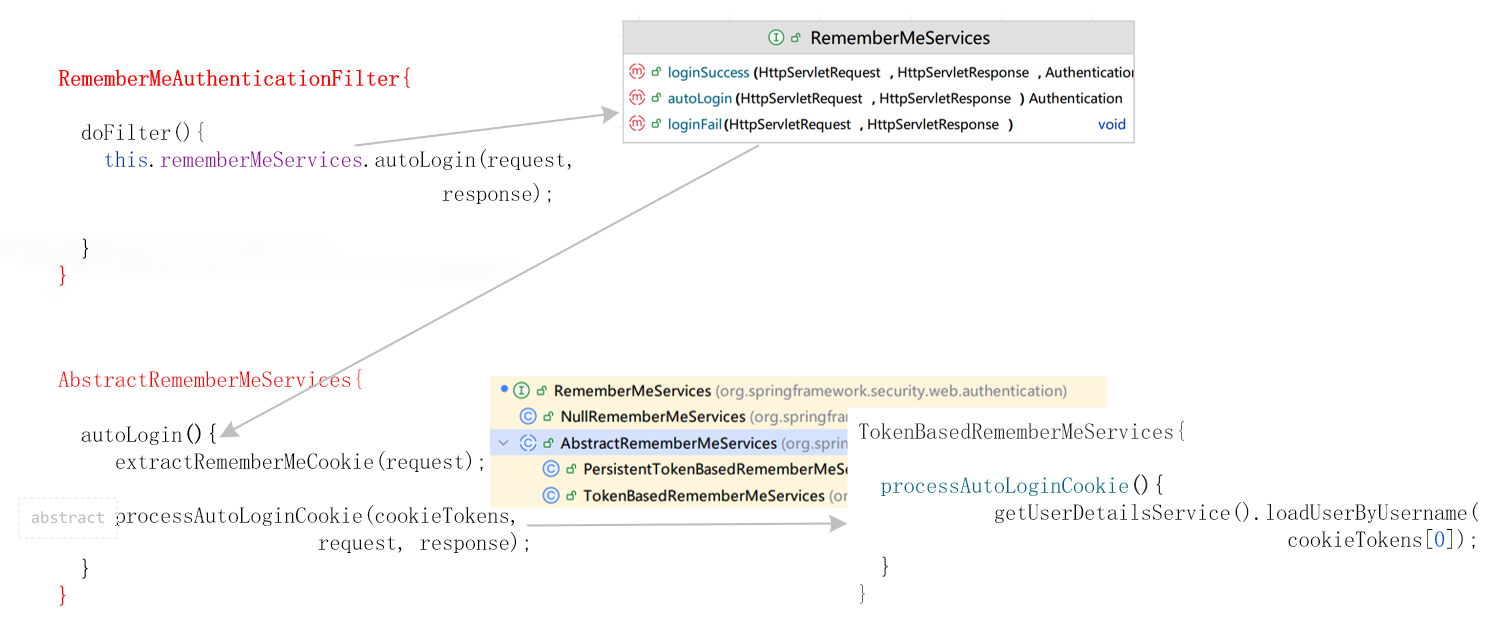 RememberMeAuthenticationFilter{
doFilter(){
this.rememberMeServices.autoLogin(request,
response);
}
}
RememberMeServices
loginSuccess(HttpServletRequest ,HttpServletResponse ,Authentication
autoLogin(HttpServletRequest ,HttpServletResponse ) Authentication
loginFail(HttpServletRequest ,HttpServletResponse ) void
AbstractRememberMeServices{
autoLogin(){
extractRememberMeCookie(request);
abstract processAutoLoginCookie(cookieTokens,
request, response);
}
}
RememberMeServices (org.springframework.security.web.authentication)
NullRememberMeServices (org.springfra
AbstractRememberMeServices (org.sprin
PersistentTokenBasedRememberMeSe
TokenBasedRememberMeServices (or
TokenBasedRememberMeServices{
processAutoLoginCookie(){
getUserDetailsService().loadUserByUsername(
cookieTokens[0]);
}
}